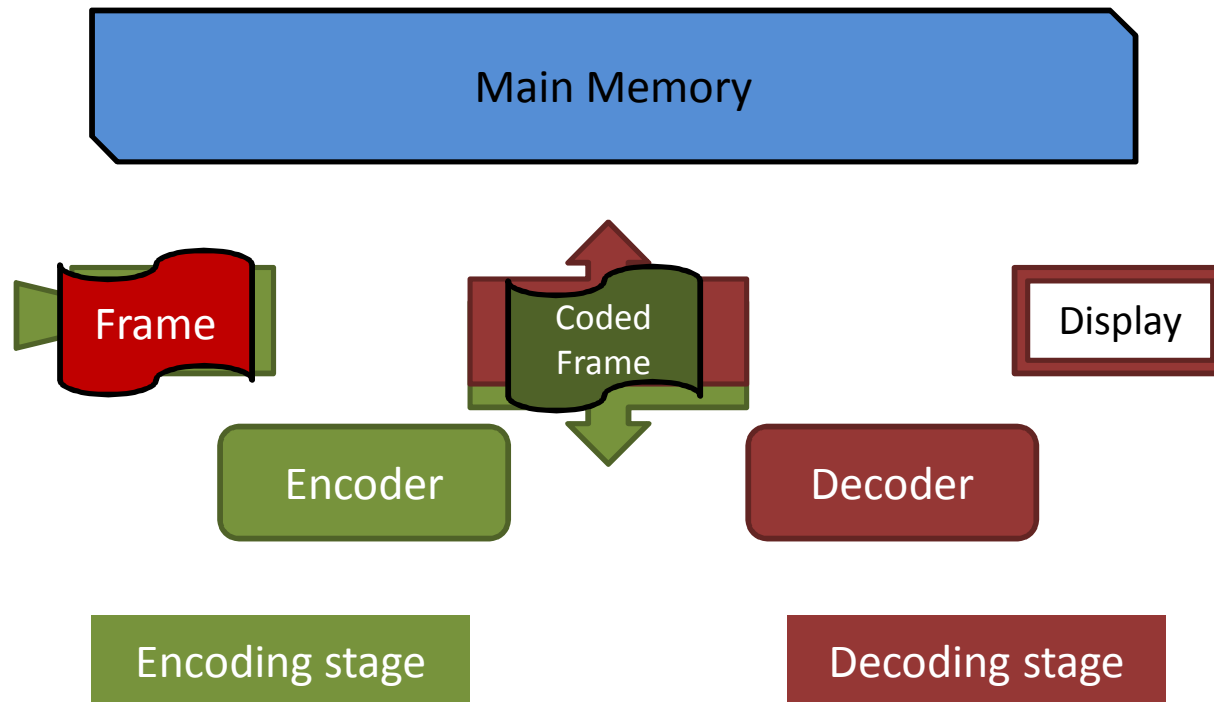 Main Memory
Frame
Coded
Frame
Display
Encoder
Decoder
Encoding stage
Decoding stage